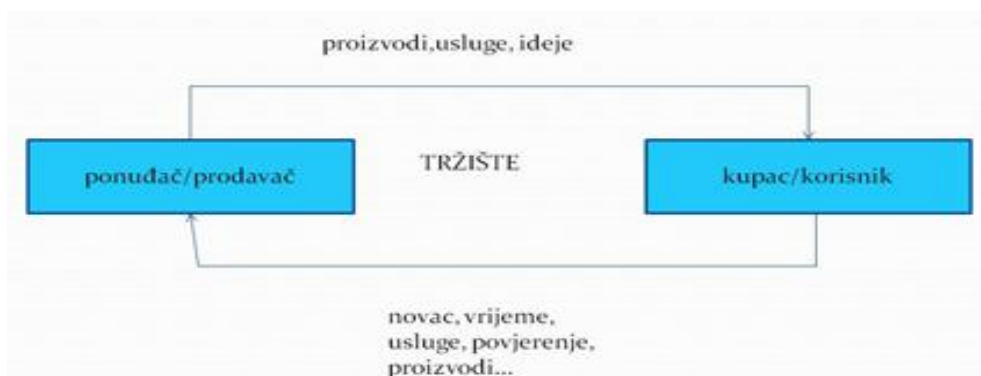 proizvodi,usluge, ideje
ponuđač/prodavač
TRŽIŠTE
kupac/korisnik
novac, vrijeme,
usluge, povjerenje,
proizvodi...